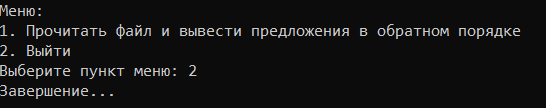 Меню:
1. Прочитать файл и вывести предложения в обратном порядке
2. Выйти
Выберите пункт меню: 2
Завершение...